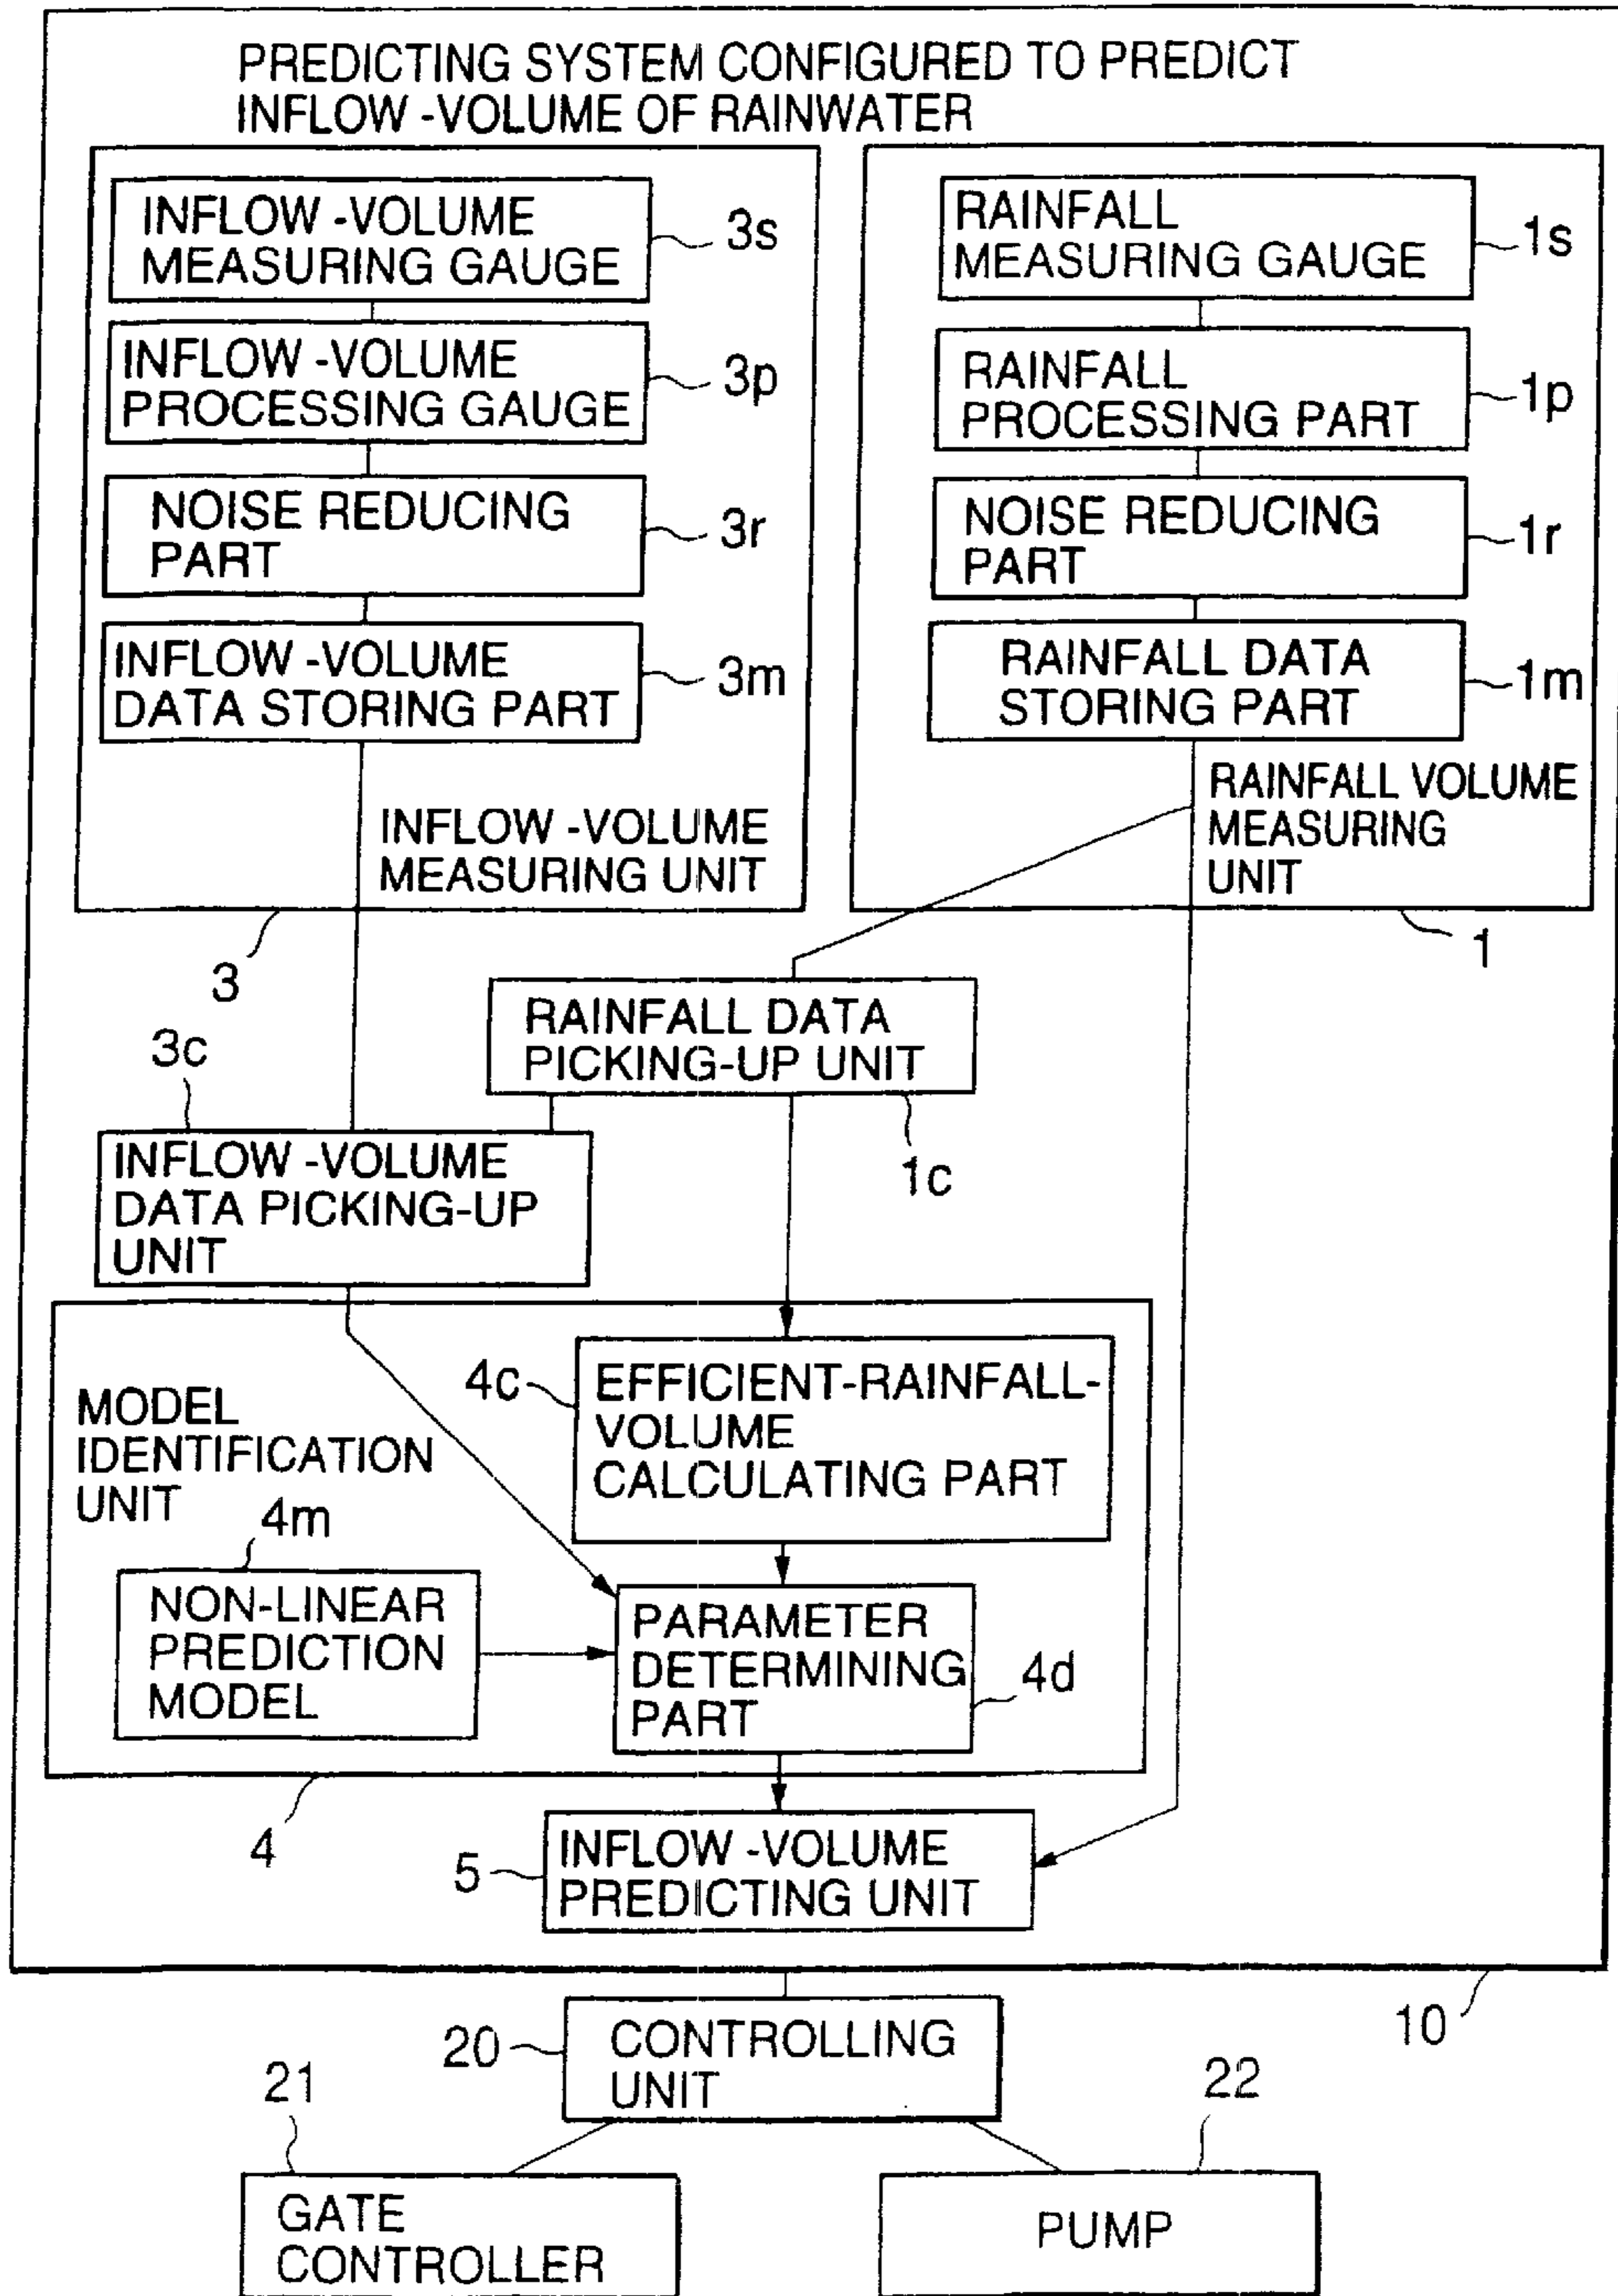 PREDICTING SYSTEM CONFIGURED TO PREDICT
INFLOW -VOLUME OF RAINWATER
INFLOW -VOLUME
MEASURING GAUGE
3s
INFLOW -VOLUME
PROCESSING GAUGE
3p
NOISE REDUCING
PART
3r
INFLOW -VOLUME
DATA STORING PART
3m
INFLOW -VOLUME
MEASURING UNIT
3
RAINFALL
MEASURING GAUGE
1s
RAINFALL
PROCESSING PART
1p
NOISE REDUCING
PART
1r
RAINFALL DATA
STORING PART
1m
RAINFALL VOLUME
MEASURING
UNIT
1
RAINFALL DATA
PICKING-UP UNIT
1c
3c
INFLOW -VOLUME
DATA PICKING-UP
UNIT
MODEL
IDENTIFICATION
UNIT
4c
EFFICIENT-RAINFALL-
VOLUME
CALCULATING PART
4m
NON-LINEAR
PREDICTION
MODEL
PARAMETER
DETERMINING
PART
4d
4
5
INFLOW -VOLUME
PREDICTING UNIT
10
20
CONTROLLING
UNIT
21
GATE
CONTROLLER
22
PUMP